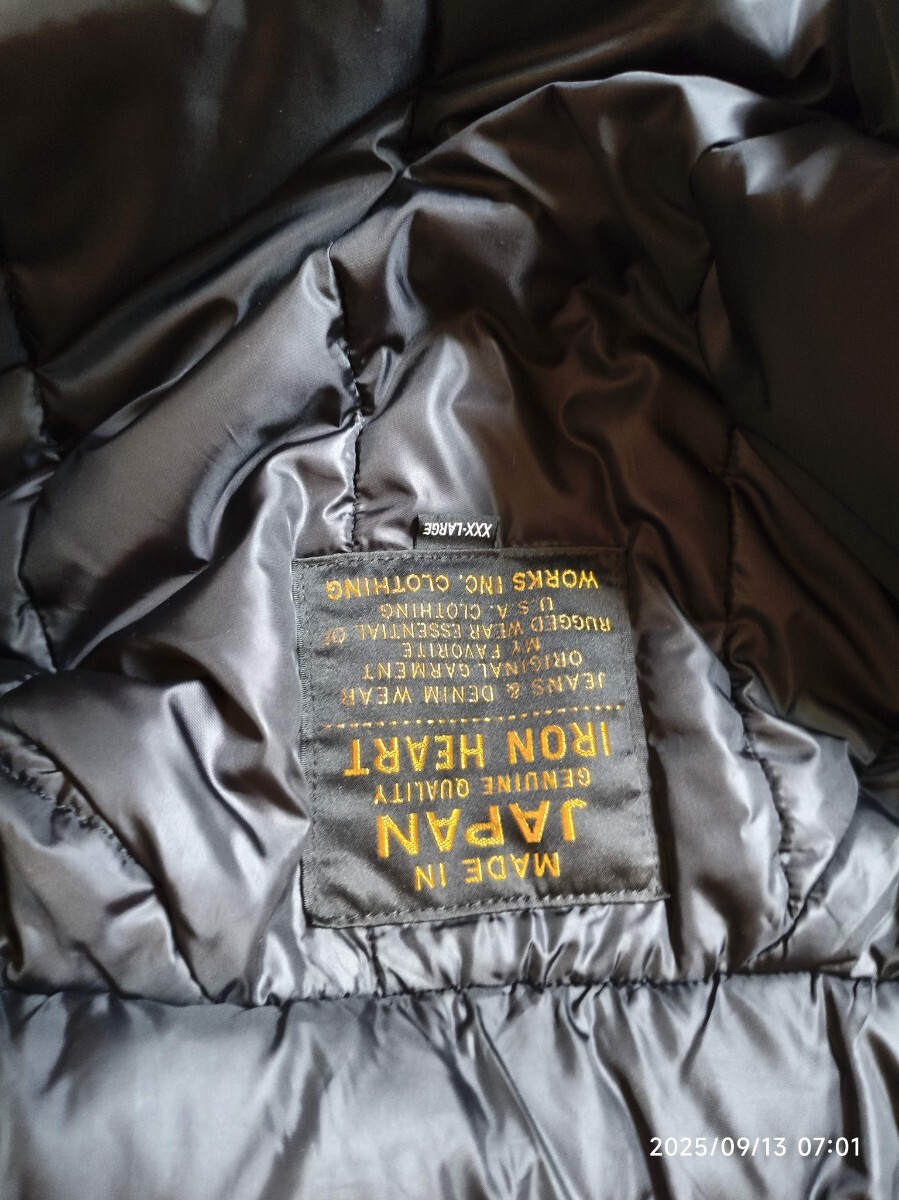 MADE IN
JAPAN
GENUINE QUALITY
IRON HEART
JEANS & DENIM WEAR
ORIGINAL GARMENT
MY FAVORITE
RUGGED WEAR ESSENTIAL OF
U S A. CLOTHING
WORKS INC. CLOTHING
XXX-LARGE
2025/09/13 07:01